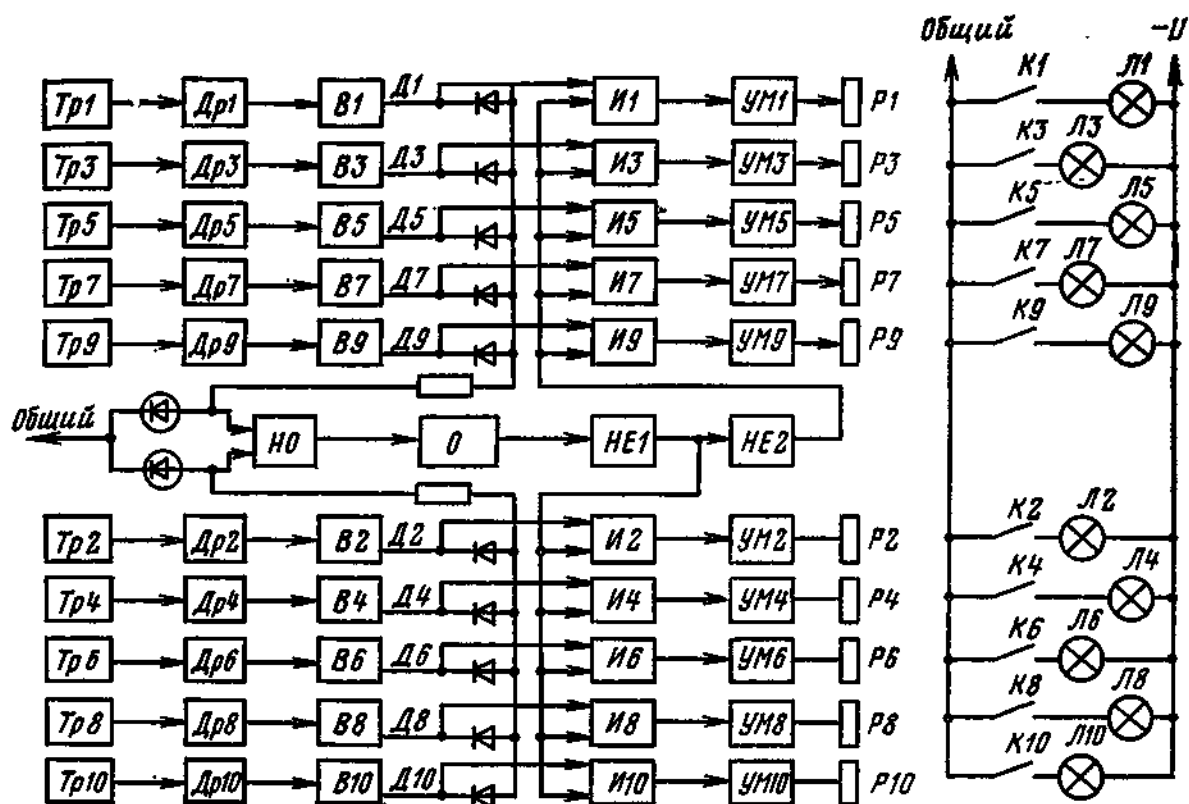 Общий -U
Тр1 Др1 В1 Д1 И1 УМ1 Р1 К1 Л1
Тр3 Др3 В3 Д3 И3 УМ3 Р3 К3 Л3
Тр5 Др5 В5 Д5 И5 УМ5 Р5 К5 Л5
Тр7 Др7 В7 Д7 И7 УМ7 Р7 К7 Л7
Тр9 Др9 В9 Д9 И9 УМ9 Р9 К9 Л9
Общий НО О НЕ1 НЕ2
Тр2 Др2 В2 Д2 И2 УМ2 Р2 К2 Л2
Тр4 Др4 В4 Д4 И4 УМ4 Р4 К4 Л4
Тр6 Др6 В6 Д6 И6 УМ6 Р6 К6 Л6
Тр8 Др8 В8 Д8 И8 УМ8 Р8 К8 Л8
Тр10 Др10 В10 Д10 И10 УМ10 Р10 К10 Л10